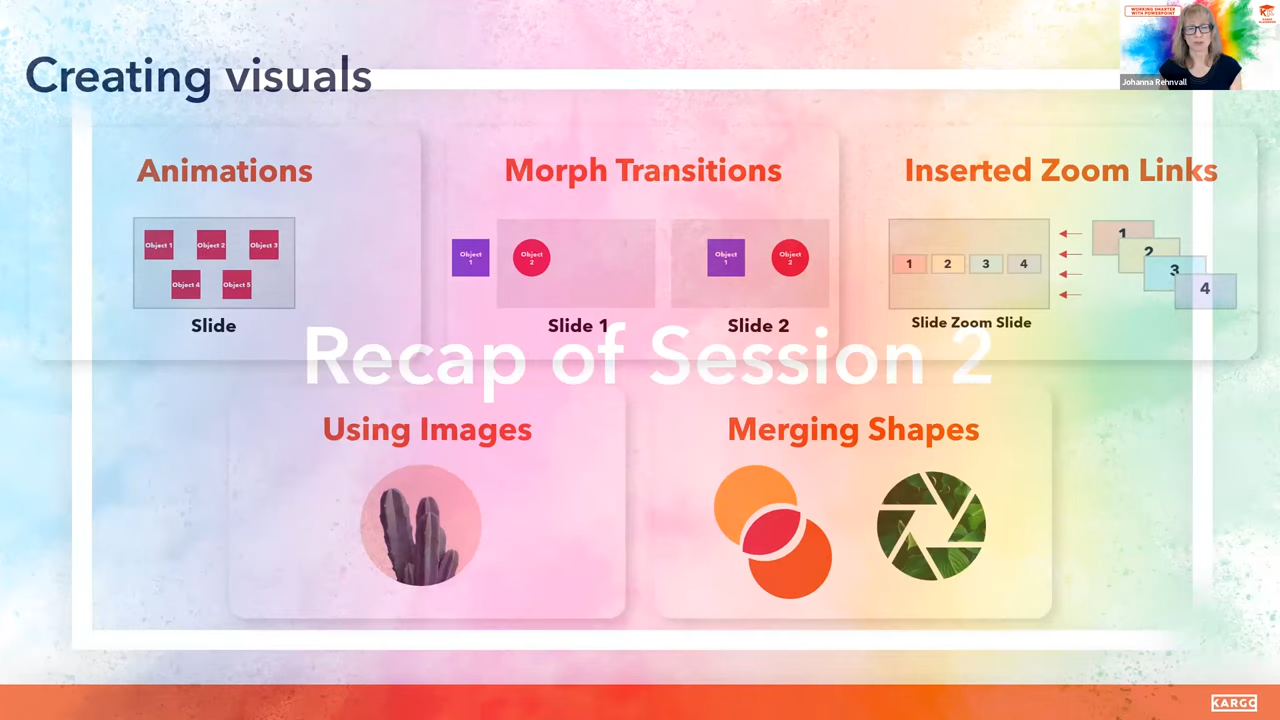 Creating visuals
WORKING SMARTER
WITH POWERPOINT
Johanna Rehnvall
Animations
Object 1
Object 2
Object 3
Object 4
Object 5
Slide
Morph Transitions
Object
1
Object
2
Object
1
Object
2
Slide 1
Slide 2
Inserted Zoom Links
1
2
3
4
1
2
3
4
Slide Zoom Slide
Recap of Session 2
Using Images
Merging Shapes
KARGO